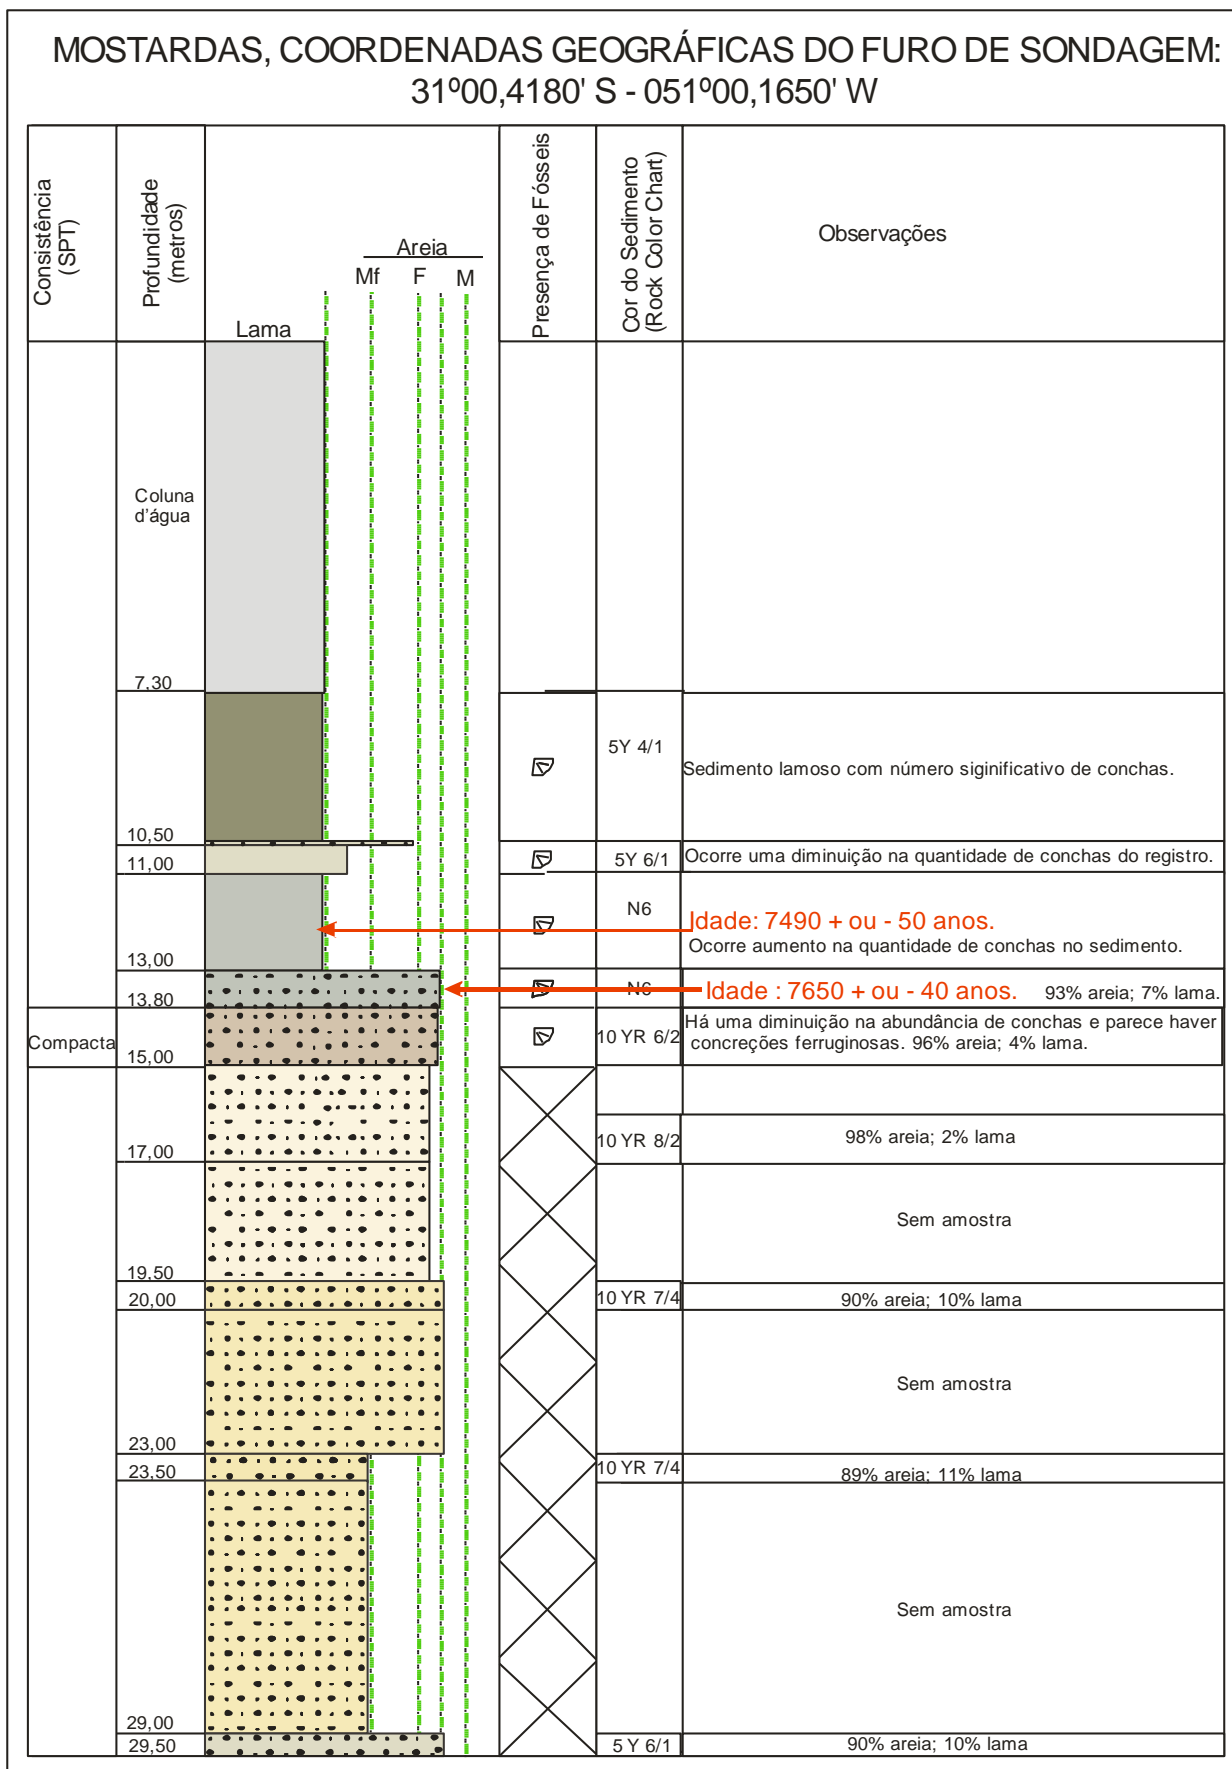 MOSTARDAS, COORDENADAS GEOGRÁFICAS DO FURO DE SONDAGEM:
31º00,4180' S - 051º00,1650' W
Consistência
(SPT)
Profundidade
(metros)
Lama
Areia
Mf F M
Presença de Fósseis
Cor do Sedimento
(Rock Color Chart)
Observações
Coluna
d'água
7,30
5Y 4/1
Sedimento lamoso com número siginificativo de conchas.
10,50
5Y 6/1 Ocorre uma diminuição na quantidade de conchas do registro.
11,00
N6
Idade: 7490 + ou - 50 anos.
Ocorre aumento na quantidade de conchas no sedimento.
13,00
N6 Idade : 7650 + ou - 40 anos. 93% areia; 7% lama.
13,80
Compacta
10 YR 6/2
Há uma diminuição na abundância de conchas e parece haver
concreções ferruginosas. 96% areia; 4% lama.
15,00
10 YR 8/2 98% areia; 2% lama
17,00
Sem amostra
19,50
10 YR 7/4 90% areia; 10% lama
20,00
Sem amostra
23,00
10 YR 7/4 89% areia; 11% lama
23,50
Sem amostra
29,00
29,50 5 Y 6/1 90% areia; 10% lama